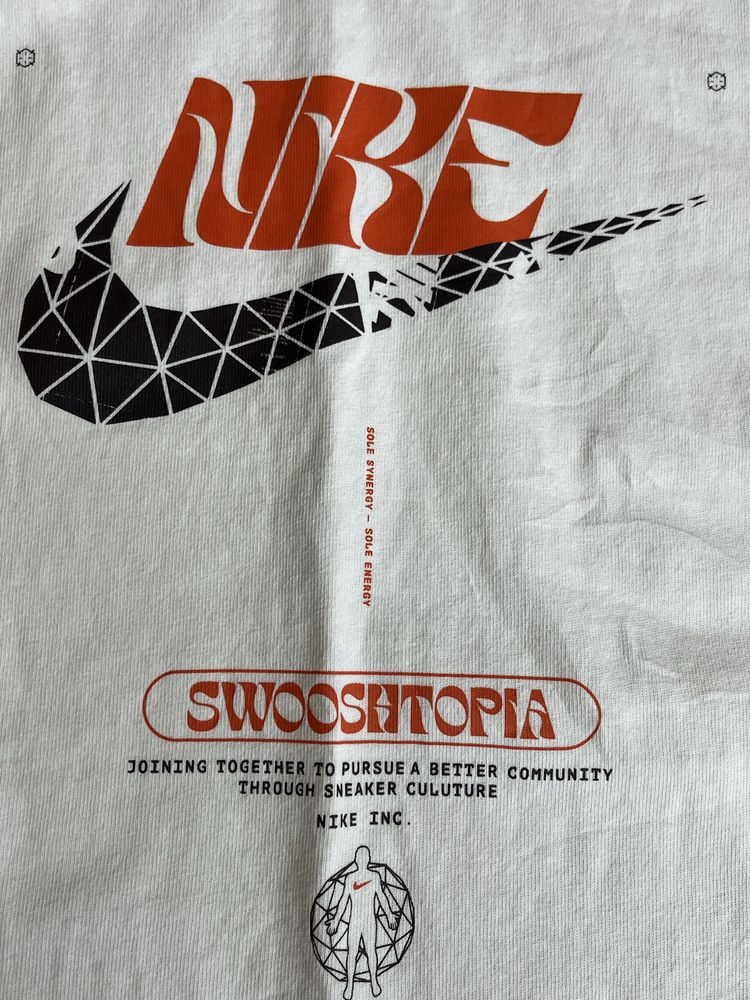 NIKE
SOLE SYNERGY – SOLE ENERGY
SWOOSHTOPIA
JOINING TOGETHER TO PURSUE A BETTER COMMUNITY
THROUGH SNEAKER CULUTURE
NIKE INC.